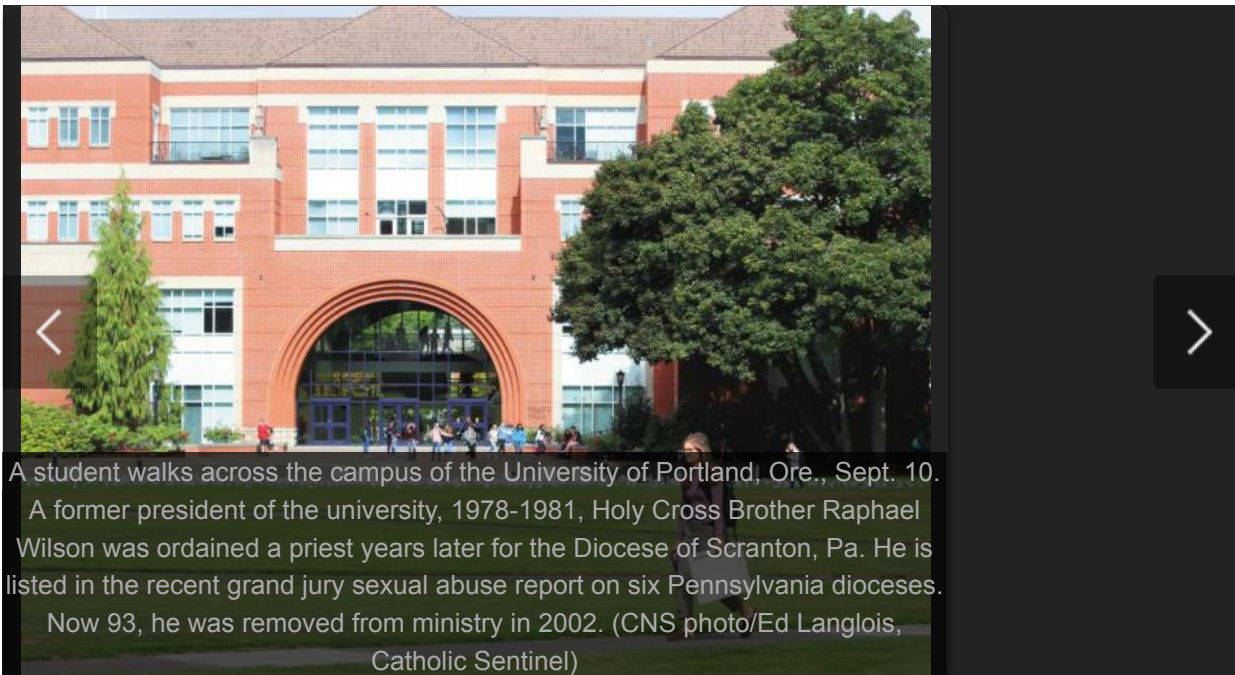 A student walks across the campus of the University of Portland, Ore., Sept. 10.
A former president of the university, 1978-1981, Holy Cross Brother Raphael
Wilson was ordained a priest years later for the Diocese of Scranton, Pa. He is
listed in the recent grand jury sexual abuse report on six Pennsylvania dioceses.
Now 93, he was removed from ministry in 2002. (CNS photo/Ed Langlois,
Catholic Sentinel)